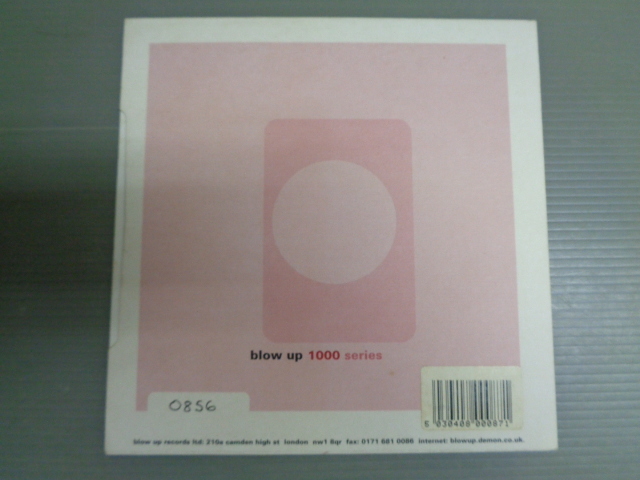 blow up 1000 series
0856
5 030408 000871
blow up records ltd: 210a camden high st london nw1 8qr fax: 0171 681 0086 internet: blowup.demon.co.uk